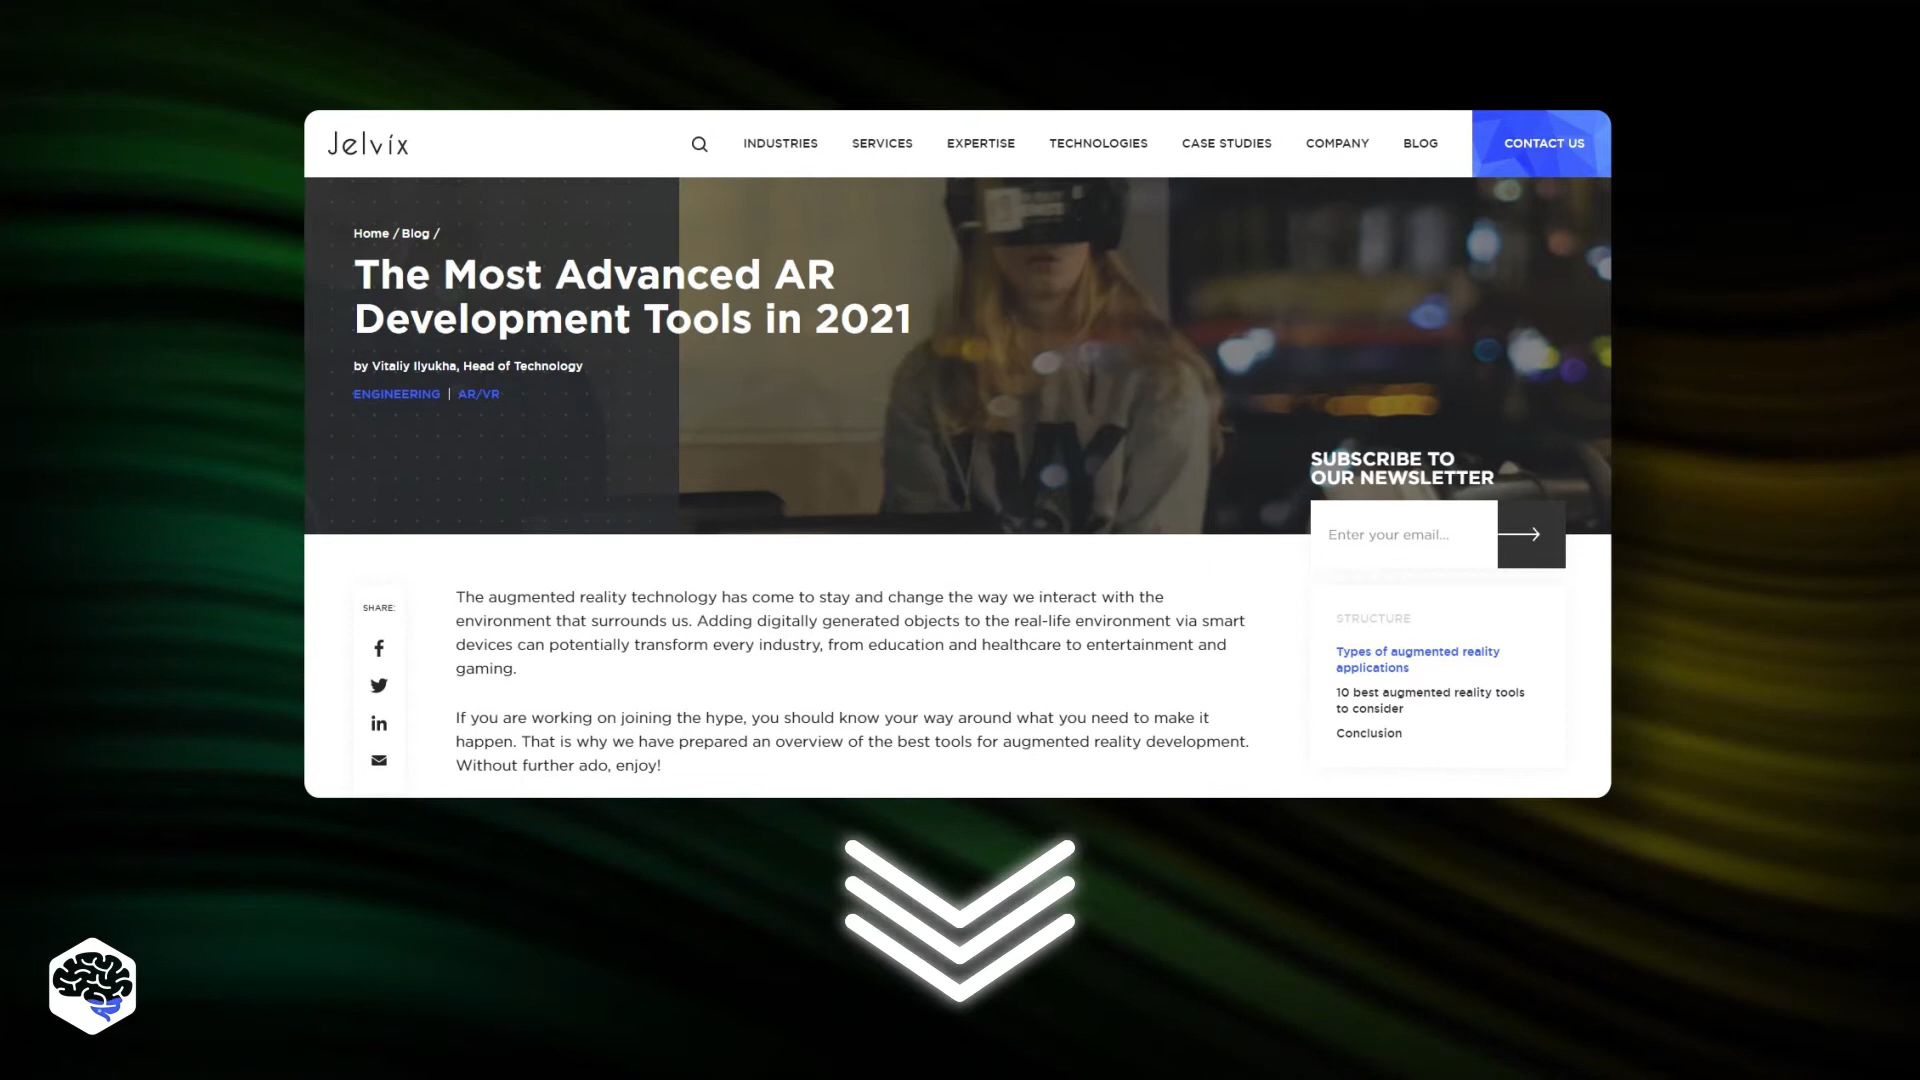 Jelvix
INDUSTRIES
SERVICES
EXPERTISE
TECHNOLOGIES
CASE STUDIES
COMPANY
BLOG
CONTACT US
Home / Blog /
The Most Advanced AR
Development Tools in 2021
by Vitaliy Ilyukha, Head of Technology
ENGINEERING | AR/VR
SUBSCRIBE TO
OUR NEWSLETTER
Enter your email...
SHARE:
The augmented reality technology has come to stay and change the way we interact with the
environment that surrounds us. Adding digitally generated objects to the real-life environment via smart
devices can potentially transform every industry, from education and healthcare to entertainment and
gaming.
If you are working on joining the hype, you should know your way around what you need to make it
happen. That is why we have prepared an overview of the best tools for augmented reality development.
Without further ado, enjoy!
STRUCTURE
Types of augmented reality
applications
10 best augmented reality tools
to consider
Conclusion